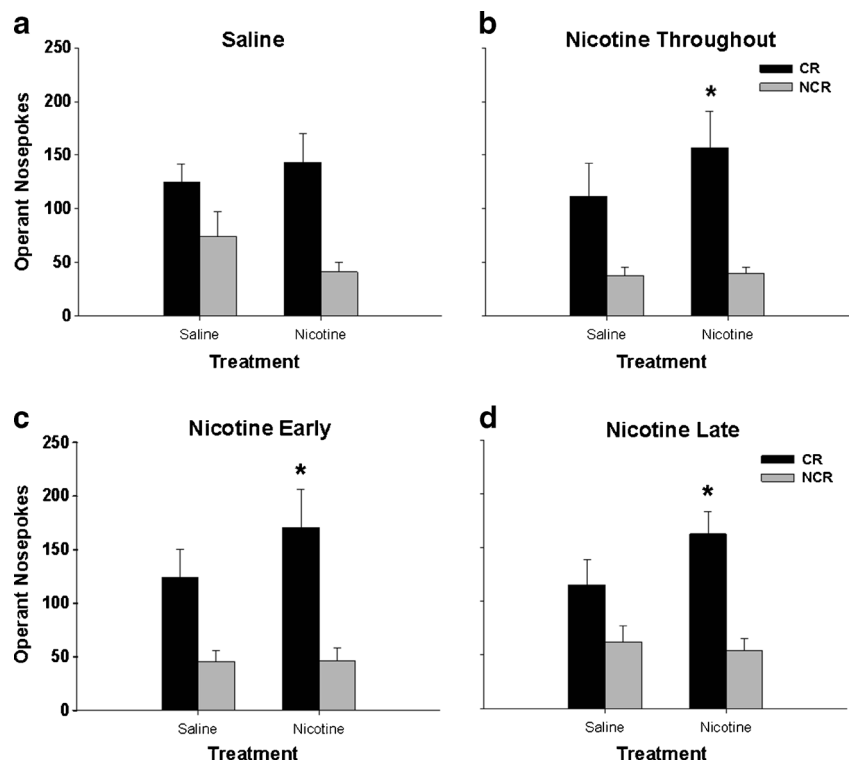 a
Saline
250
200
150
100
50
0
Operant Nosepokes
Saline Nicotine
Treatment
b
Nicotine Throughout
CR
NCR
*
Saline Nicotine
Treatment
c
Nicotine Early
250
200
150
100
50
0
Operant Nosepokes
*
Saline Nicotine
Treatment
d
Nicotine Late
CR
NCR
*
Saline Nicotine
Treatment